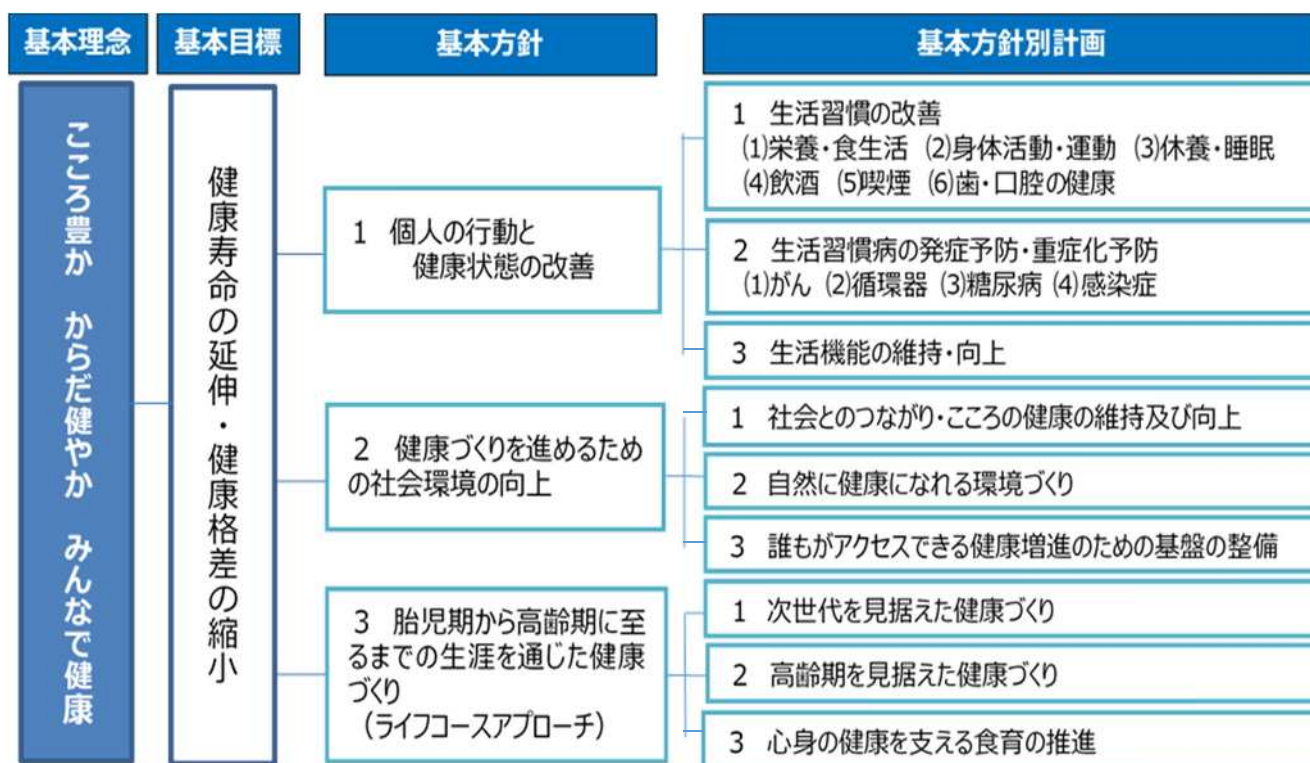 基本理念 基本目標 基本方針 基本方針別計画
こころ豊か からだ健やか みんなで健康
健康寿命の延伸・健康格差の縮小
1 個人の行動と
健康状態の改善
1 生活習慣の改善
(1)栄養・食生活 (2)身体活動・運動 (3)休養・睡眠
(4)飲酒 (5)喫煙 (6)歯・口腔の健康
2 生活習慣病の発症予防・重症化予防
(1)がん (2)循環器 (3)糖尿病 (4)感染症
3 生活機能の維持・向上
2 健康づくりを進めるため
の社会環境の向上
1 社会とのつながり・こころの健康の維持及び向上
2 自然に健康になれる環境づくり
3 誰もがアクセスできる健康増進のための基盤の整備
3 胎児期から高齢期に至
るまでの生涯を通じた健康
づくり
(ライフコースアプローチ)
1 次世代を見据えた健康づくり
2 高齢期を見据えた健康づくり
3 心身の健康を支える食育の推進